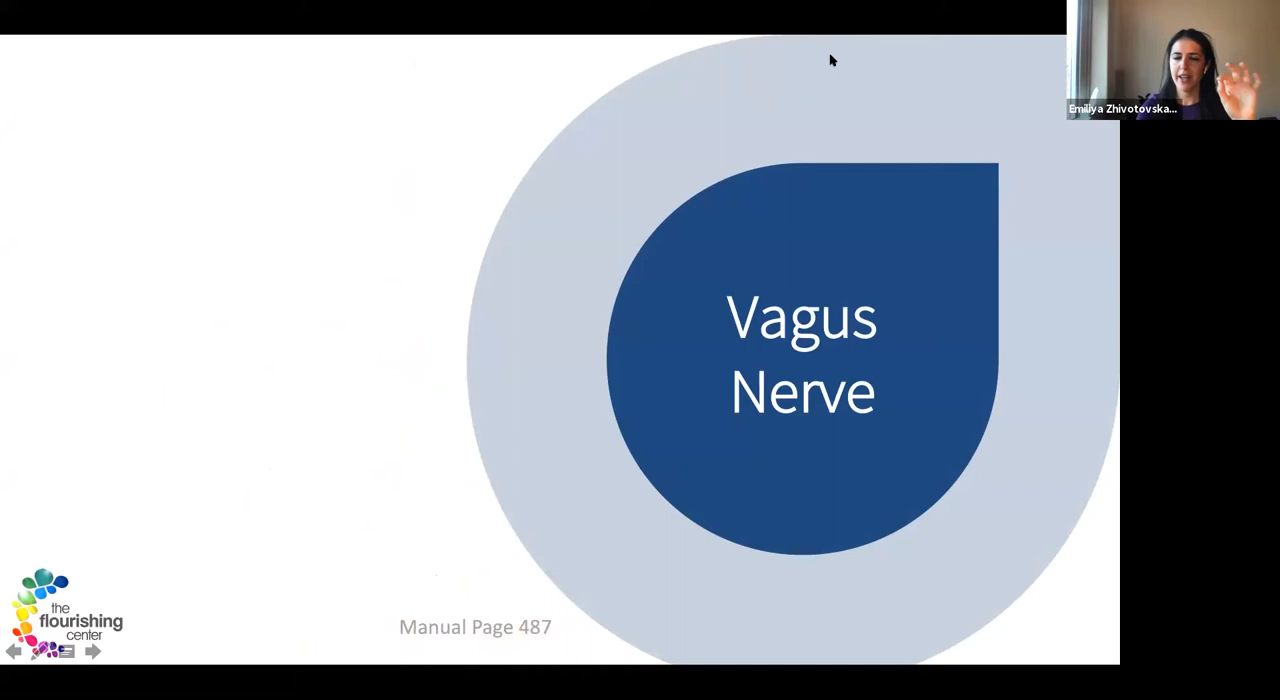 Emiliya Zhivotovska...
Vagus
Nerve
Manual Page 487
the
flourishing
center